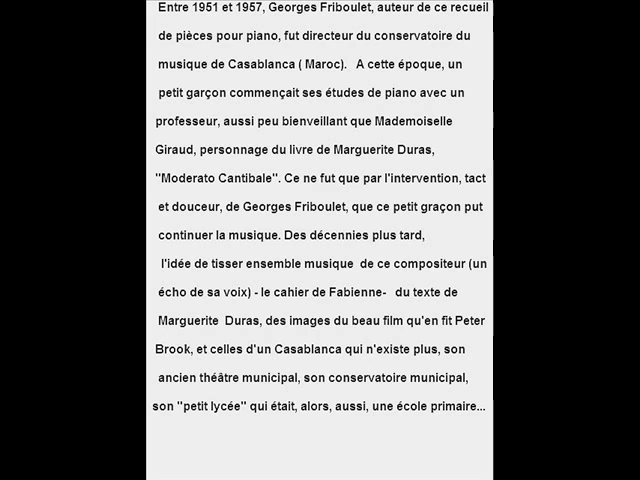 Entre 1951 et 1957, Georges Friboulet, auteur de ce recueil
de pièces pour piano, fut directeur du conservatoire du
musique de Casablanca ( Maroc). A cette époque, un
petit garçon commençait ses études de piano avec un
professeur, aussi peu bienveillant que Mademoiselle
Giraud, personnage du livre de Marguerite Duras,
"Moderato Cantibale". Ce ne fut que par l'intervention, tact
et douceur, de Georges Friboulet, que ce petit graçon put
continuer la musique. Des décennies plus tard,
l'idée de tisser ensemble musique de ce compositeur (un
écho de sa voix) - le cahier de Fabienne- du texte de
Marguerite Duras, des images du beau film qu'en fit Peter
Brook, et celles d'un Casablanca qui n'existe plus, son
ancien théâtre municipal, son conservatoire municipal,
son "petit lycée" qui était, alors, aussi, une école primaire...